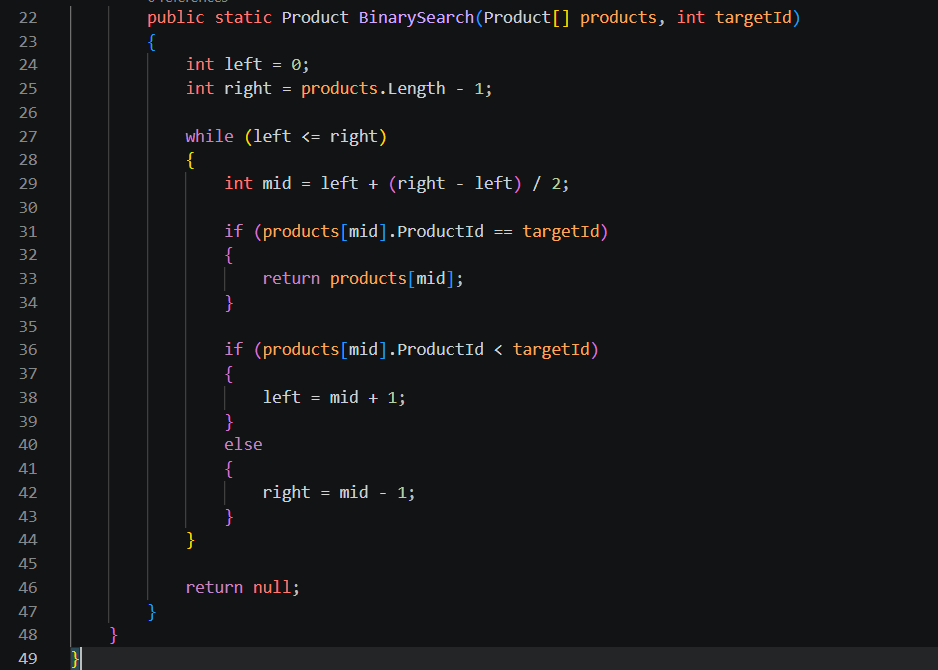 0 references
22 public static Product BinarySearch(Product[] products, int targetId)
23 {
24 int left = 0;
25 int right = products.Length - 1;
26
27 while (left <= right)
28 {
29 int mid = left + (right - left) / 2;
30
31 if (products[mid].ProductId == targetId)
32 {
33 return products[mid];
34 }
35
36 if (products[mid].ProductId < targetId)
37 {
38 left = mid + 1;
39 }
40 else
41 {
42 right = mid - 1;
43 }
44 }
45
46 return null;
47 }
48 }
49 }